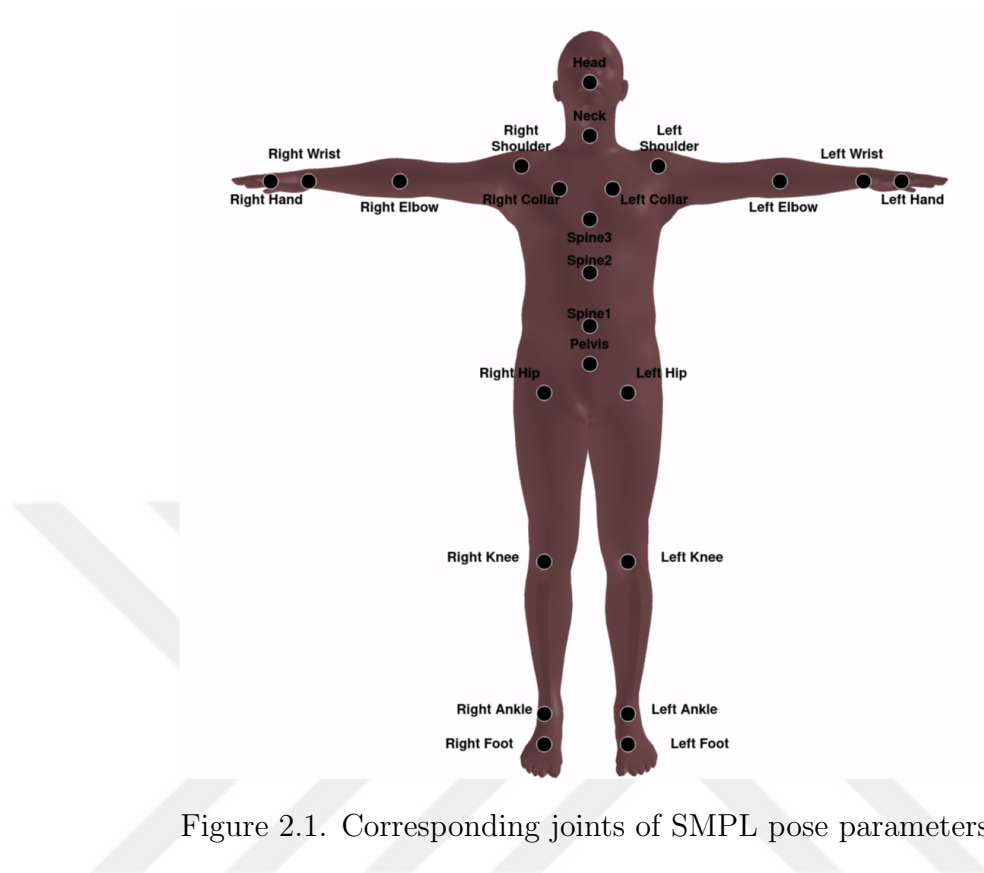 Head
Neck
Right
Shoulder
Left
Shoulder
Right Wrist
Left Wrist
Right Hand
Right Elbow
Right Collar
Left Collar
Left Elbow
Left Hand
Spine3
Spine2
Spine1
Pelvis
Right Hip
Left Hip
Right Knee
Left Knee
Right Ankle
Left Ankle
Right Foot
Left Foot
Figure 2.1. Corresponding joints of SMPL pose parameters